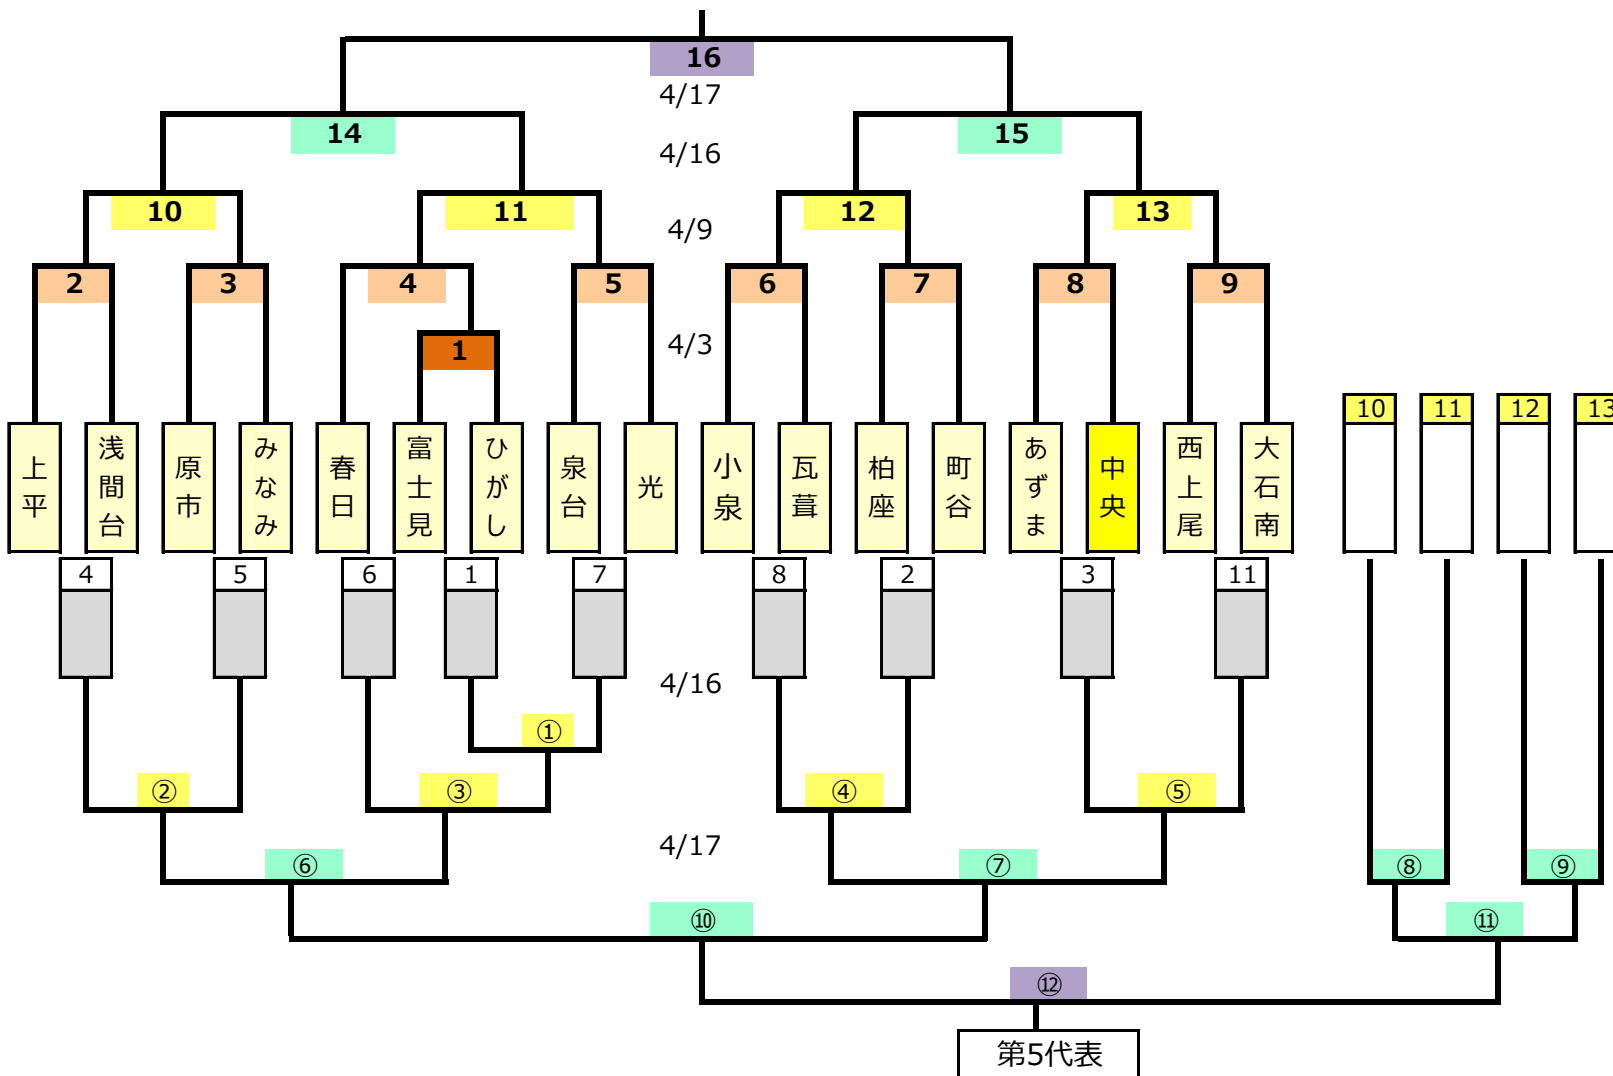 16
4/17
14
15
4/16
10
11
12
13
4/9
2
3
4
5
6
7
8
9
1
4/3
10
11
12
13
上平
浅間台
原市
みなみ
春日
富士見
ひがし
泉台
光
小泉
瓦葺
柏座
町谷
あずま
中央
西上尾
大石南
4
5
6
1
7
8
2
3
11
4/16
①
②
③
④
⑤
4/17
⑥
⑦
⑧
⑨
⑩
⑪
⑫
第5代表